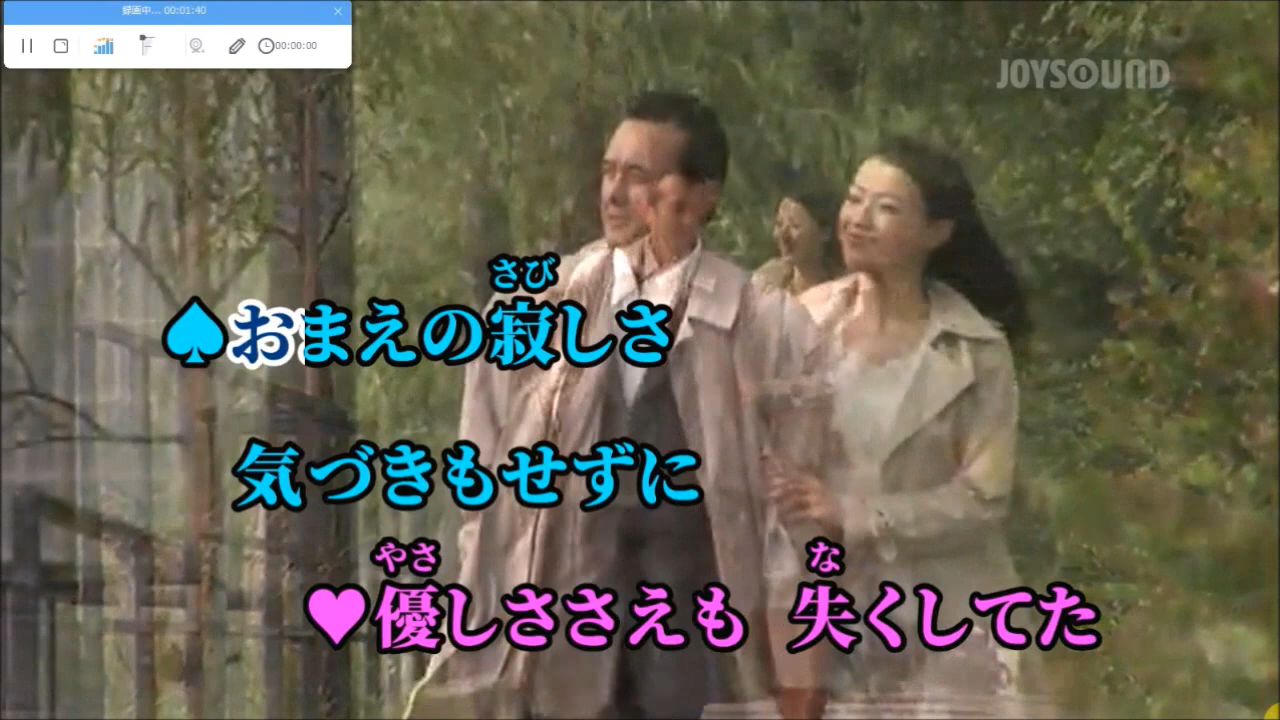 録画中... 00:01:40
00:00:00
JOYSOUND
さび
♠おまえの寂しさ
気づきもせずに
やさ な
♥優しささえも 失くしてた